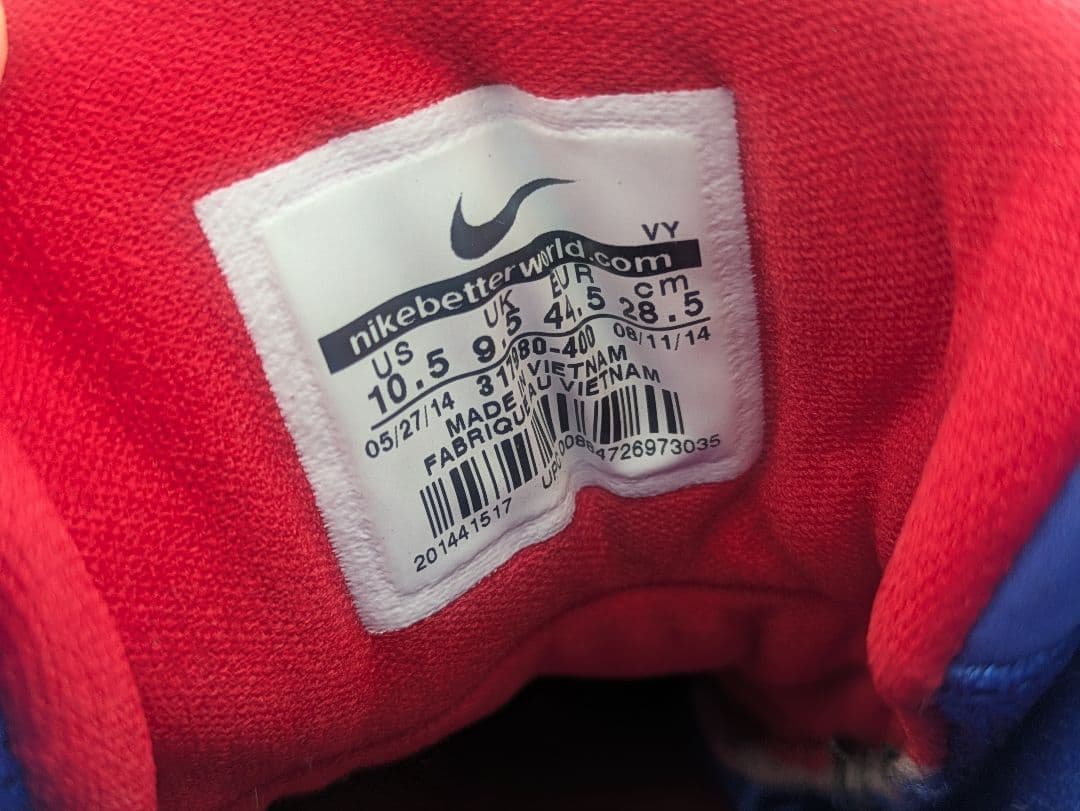 VY
nikebetterworld.com
US UK EUR cm
10.5 9.5 44.5 28.5
05/27/14 317980-400 08/11/14
MADE IN VIETNAM
FABRIQUE AU VIETNAM
201441517 UPC 00884726973035